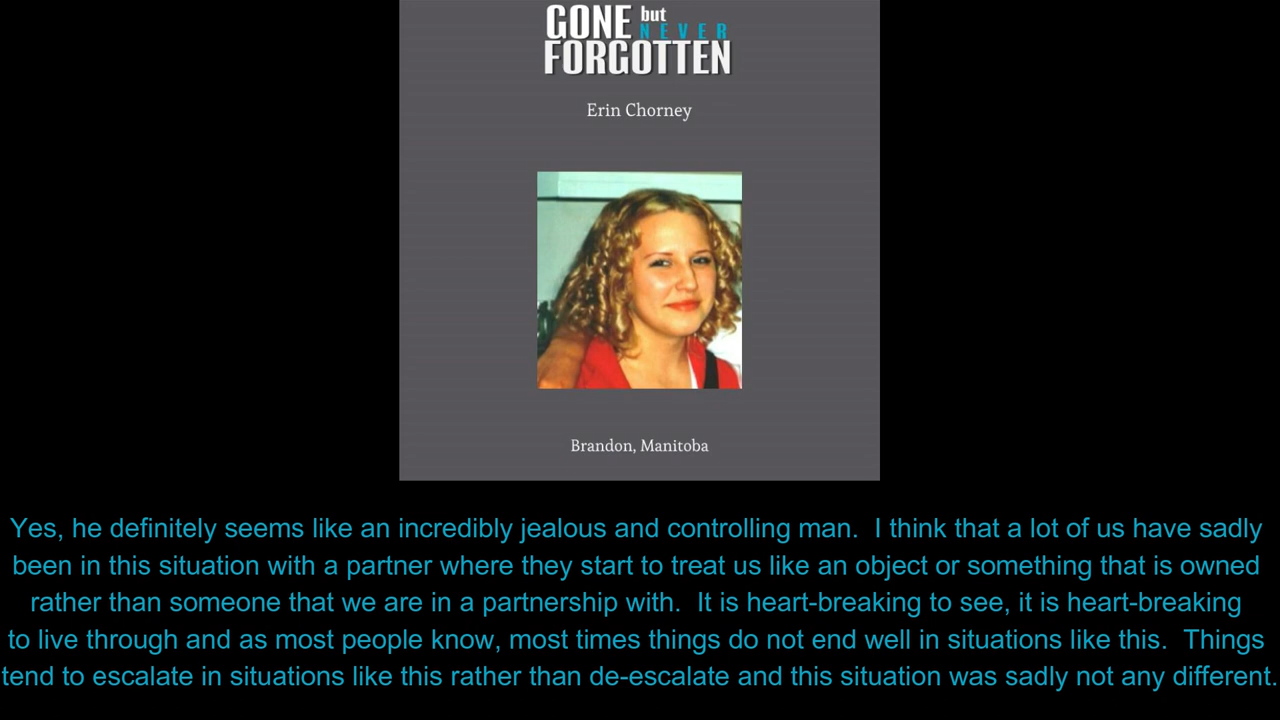 GONE but
NEVER
FORGOTTEN
Erin Chorney
Brandon, Manitoba
Yes, he definitely seems like an incredibly jealous and controlling man.  I think that a lot of us have sadly
been in this situation with a partner where they start to treat us like an object or something that is owned
rather than someone that we are in a partnership with.  It is heart-breaking to see, it is heart-breaking
to live through and as most people know, most times things do not end well in situations like this.  Things
tend to escalate in situations like this rather than de-escalate and this situation was sadly not any different.